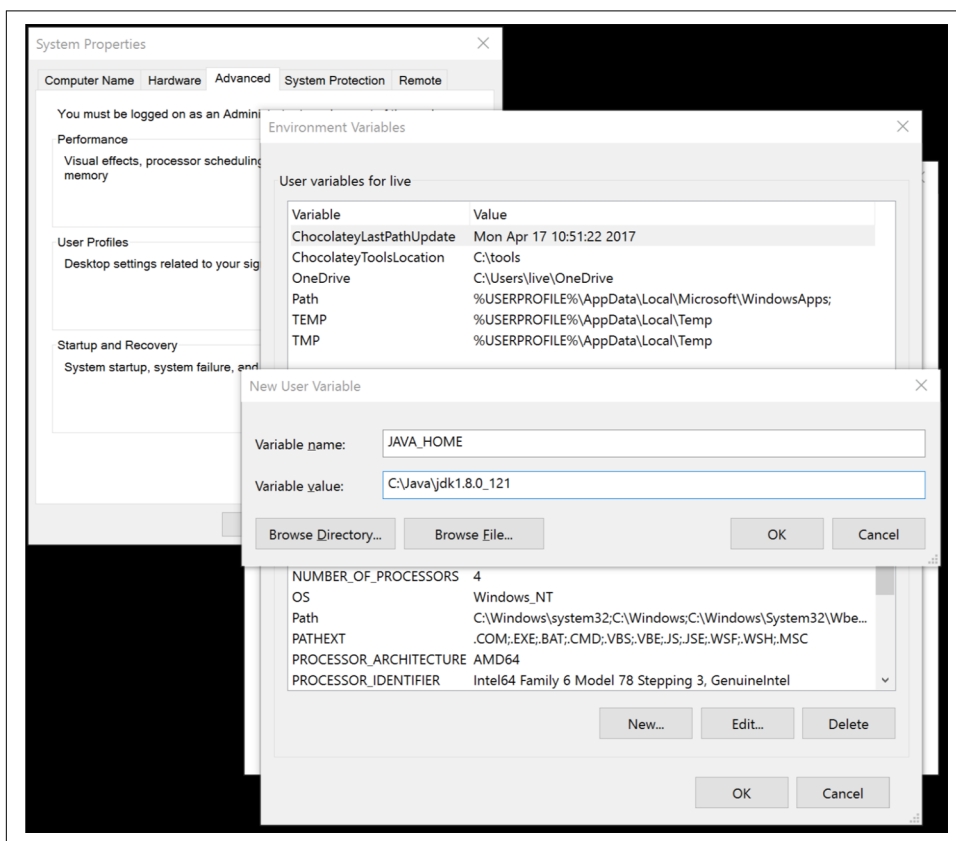 System Properties
Computer Name Hardware Advanced System Protection Remote
You must be logged on as an Admini
Performance
Visual effects, processor scheduling
memory
User Profiles
Desktop settings related to your sig
Startup and Recovery
System startup, system failure, and
Environment Variables
User variables for live
Variable Value
ChocolateyLastPathUpdate Mon Apr 17 10:51:22 2017
ChocolateyToolsLocation C:\tools
OneDrive C:\Users\live\OneDrive
Path %USERPROFILE%\AppData\Local\Microsoft\WindowsApps;
TEMP %USERPROFILE%\AppData\Local\Temp
TMP %USERPROFILE%\AppData\Local\Temp
New User Variable
Variable name: JAVA_HOME
Variable value: C:\Java\jdk1.8.0_121
Browse Directory... Browse File... OK Cancel
NUMBER_OF_PROCESSORS 4
OS Windows_NT
Path C:\Windows\system32;C:\Windows;C:\Windows\System32\Wbe...
PATHEXT .COM;.EXE;.BAT;.CMD;.VBS;.VBE;.JS;.JSE;.WSF;.WSH;.MSC
PROCESSOR_ARCHITECTURE AMD64
PROCESSOR_IDENTIFIER Intel64 Family 6 Model 78 Stepping 3, GenuineIntel
New... Edit... Delete
OK Cancel